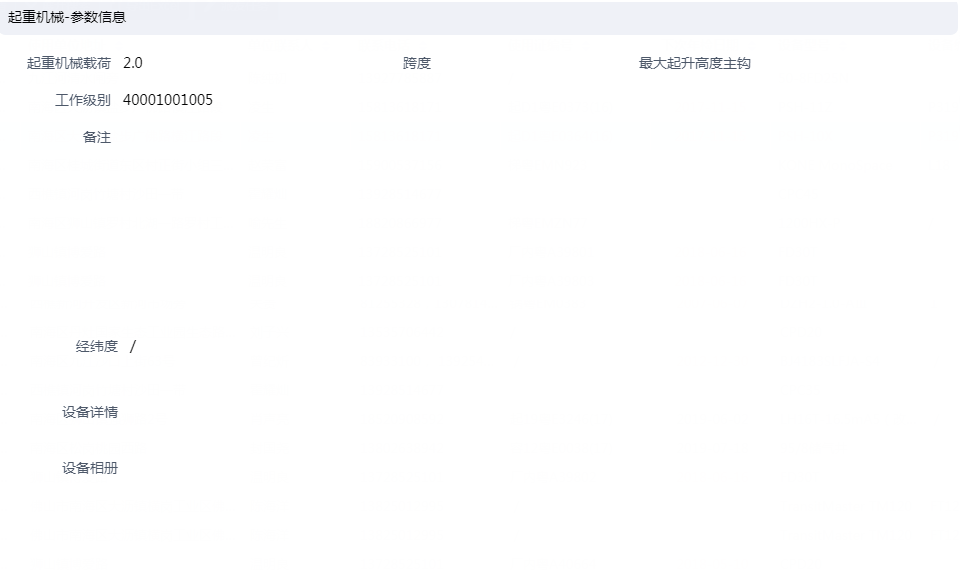 起重机械-参数信息
起重机械载荷 2.0 跨度 最大起升高度主钩
工作级别 40001001005
备注
经纬度 /
设备详情
设备相册